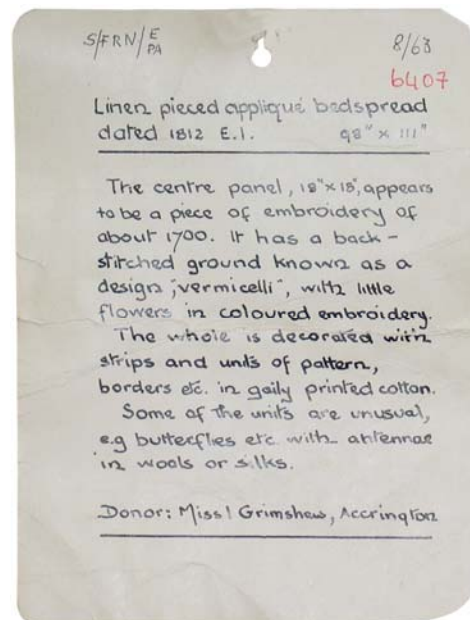 S/FRN/E
PA
8/63
6407
Linen pieced appliqué bedspread
dated 1812 E.I. 98" x 111"
The centre panel, 18" x 18", appears
to be a piece of embroidery of
about 1700. It has a back-
stitched ground known as a
design, "vermicelli", with little
flowers in coloured embroidery.
The whole is decorated with
strips and units of pattern,
borders etc. in gaily printed cotton.
Some of the units are unusual,
e.g butterflies etc with antennae
in wools or silks.
Donor: Miss I Grimshaw, Accrington